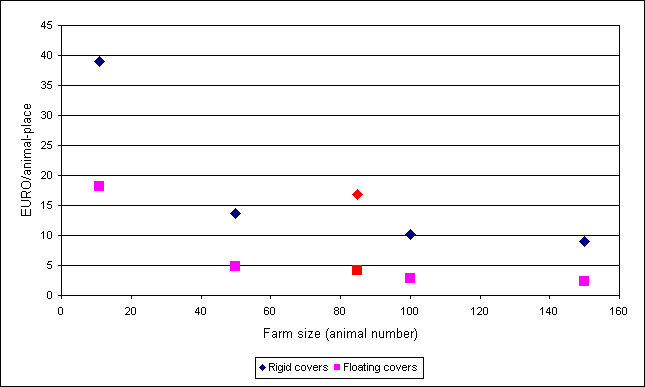 45
40
35
30
25
20
15
10
5
0
EURO/animal-place
0 20 40 60 80 100 120 140 160
Farm size (animal number)
Rigid covers Floating covers